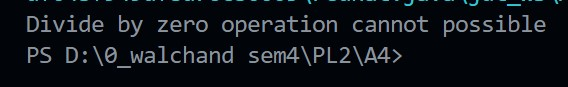 Divide by zero operation cannot possible
PS D:\0_walchand sem4\PL2\A4>